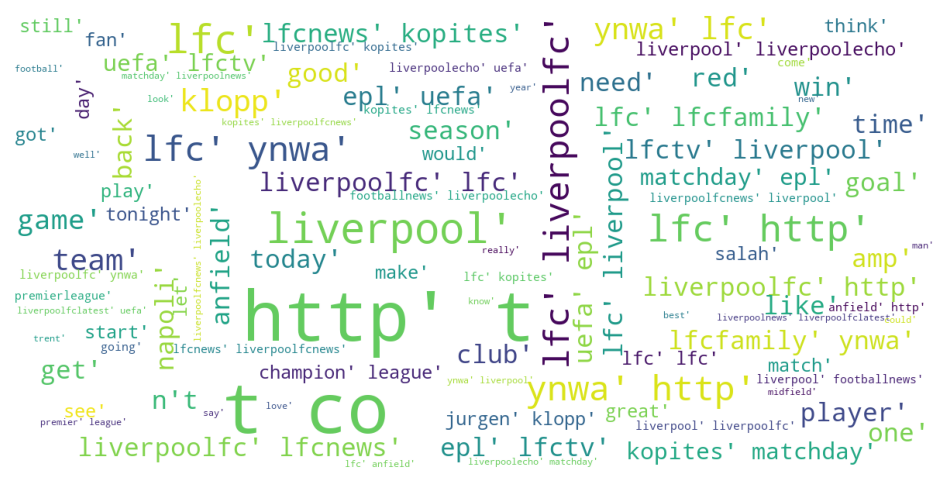 still'
fan'
lfc'
lfcnews' kopites'
liverpoolfc' kopites'
ynwa' lfc'
think'
liverpool' liverpoolecho'
football'
uefa' lfctv'
matchday' liverpoolnews'
good'
liverpoolecho' uefa'
come'
need'
red'
win'
day'
look'
klopp'
epl' uefa'
year'
new'
kopites' lfcnews'
kopites' liverpoolfcnews'
lfc' lfcfamily'
time'
got'
back'
season'
lfc' liverpoolfc'
well'
lfc' ynwa'
would'
lfctv' liverpool'
play'
liverpoolfc' lfc'
matchday' epl'
goal'
footballnews' liverpoolecho'
liverpoolfcnews' liverpool'
game'
tonight'
liverpoolfcnews' liverpoolecho'
liverpool'
lfc' liverpool'
lfc' http'
uefa' epl'
team'
anfield'
today'
really'
salah'
man'
amp'
liverpoolfc' ynwa'
napoli'
let'
make'
lfc' kopites'
liverpoolfc' http'
premierleague'
know'
like'
anfield' http'
liverpoolfclatest' uefa'
http' t
best'
liverpoolnews' liverpoolfclatest'
could'
start'
trent'
going'
lfcnews' liverpoolfcnews'
club'
lfcfamily' ynwa'
lfc' lfc'
get'
champion' league'
match'
ynwa' liverpool'
liverpool' footballnews'
n't
t co
ynwa' http'
midfield'
see'
say'
love'
great'
player'
premier' league'
jurgen' klopp'
liverpool' liverpoolfc'
one'
liverpoolfc' lfcnews'
epl' lfctv'
kopites' matchday'
lfc' anfield'
liverpoolecho' matchday'